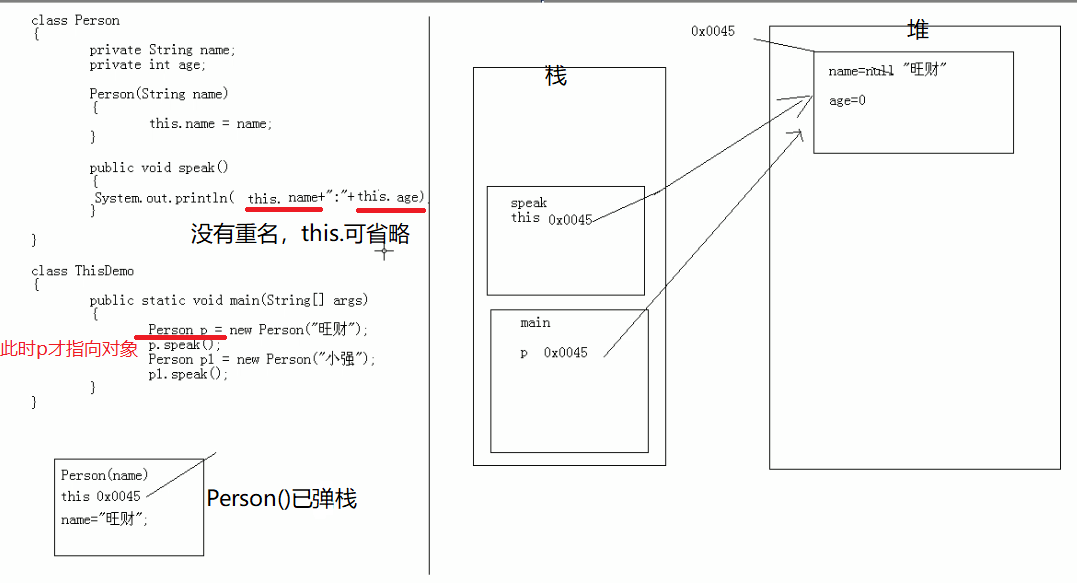 class Person
{
private String name;
private int age;
Person(String name)
{
this.name = name;
}
public void speak()
{
System.out.println( this. name+":"+this. age)
}
没有重名，this.可省略
}
class ThisDemo
{
public static void main(String[] args)
{
Person p = new Person("旺财");
此时p才指向对象
p.speak();
Person p1 = new Person("小强");
p1.speak();
}
}
Person(name)
this 0x0045
name="旺财";
Person()已弹栈
栈
speak
this 0x0045
main
p 0x0045
0x0045
堆
name=null "旺财"
age=0